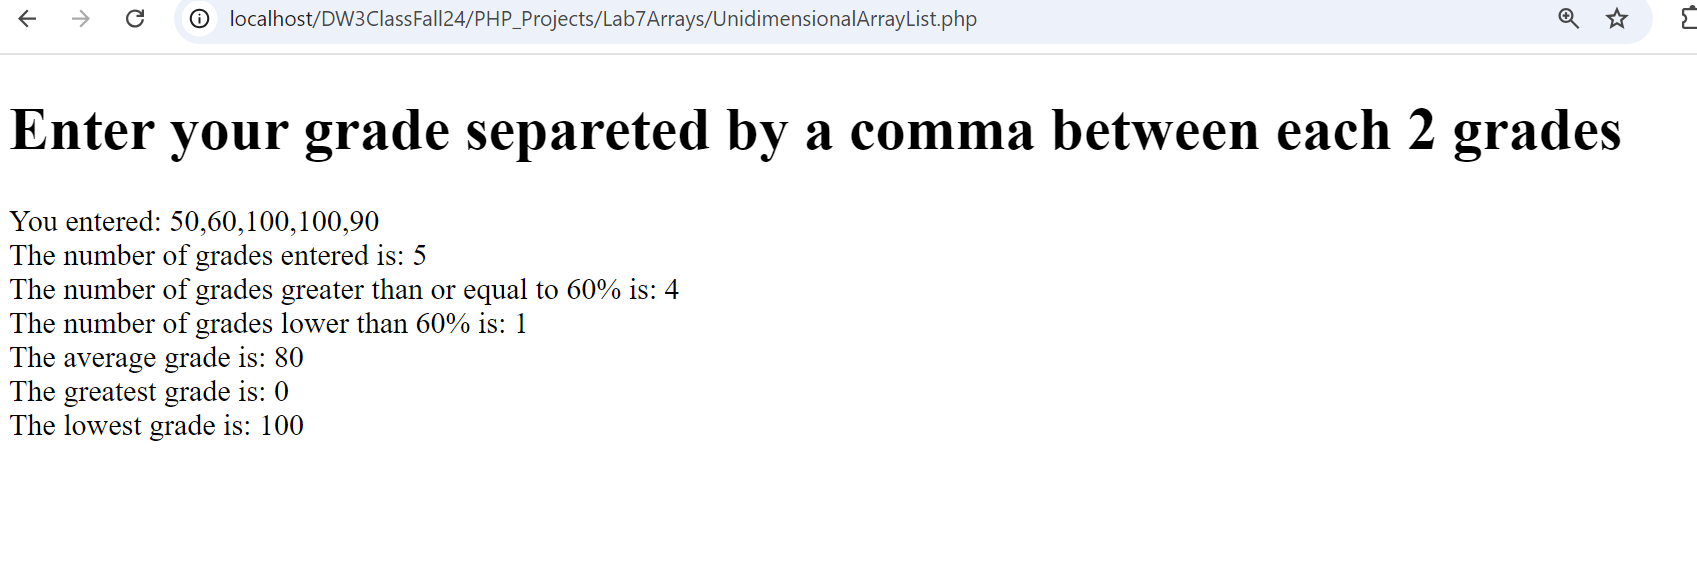 localhost/DW3ClassFall24/PHP_Projects/Lab7Arrays/UnidimensionalArrayList.php
Enter your grade separeted by a comma between each 2 grades
You entered: 50,60,100,100,90
The number of grades entered is: 5
The number of grades greater than or equal to 60% is: 4
The number of grades lower than 60% is: 1
The average grade is: 80
The greatest grade is: 0
The lowest grade is: 100